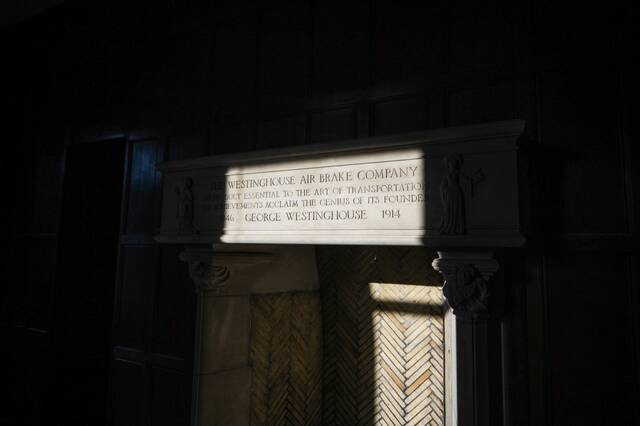 THE WESTINGHOUSE AIR BRAKE COMPANY
PRODUCT ESSENTIAL TO THE ART OF TRANSPORTATION
ACHIEVEMENTS ACCLAIM THE GENIUS OF ITS FOUNDER
GEORGE WESTINGHOUSE 1914